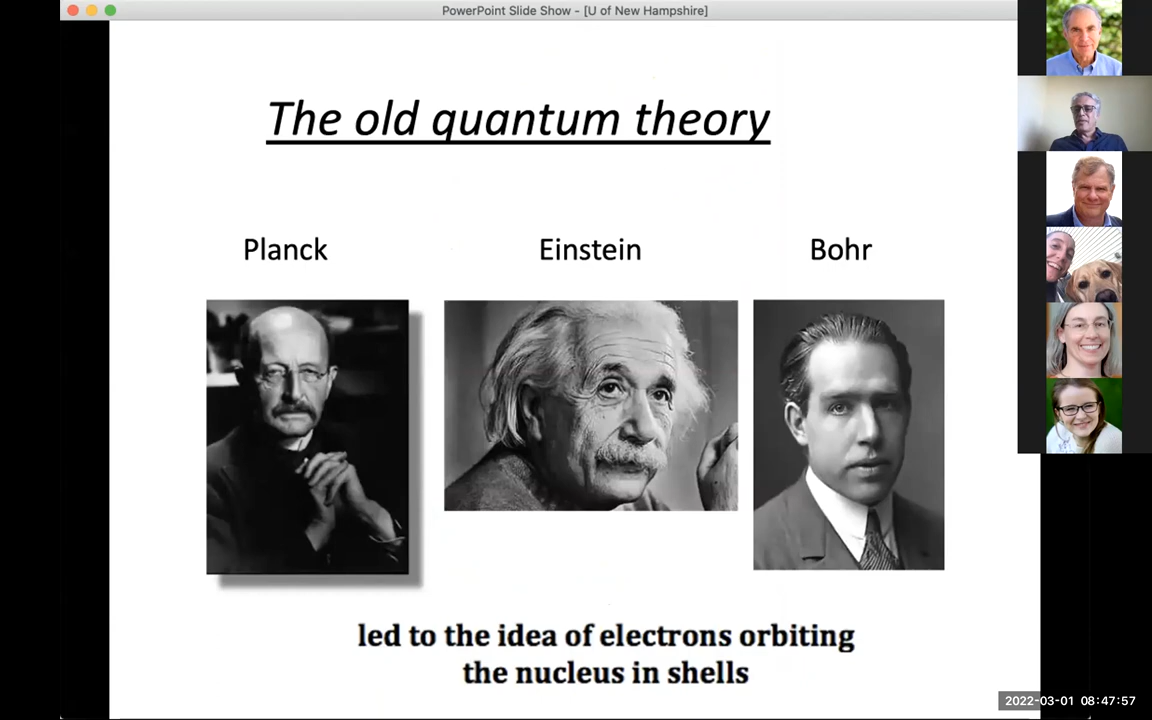 PowerPoint Slide Show - [U of New Hampshire]
The old quantum theory
Planck
Einstein
Bohr
led to the idea of electrons orbiting
the nucleus in shells
2022-03-01 08:47:57